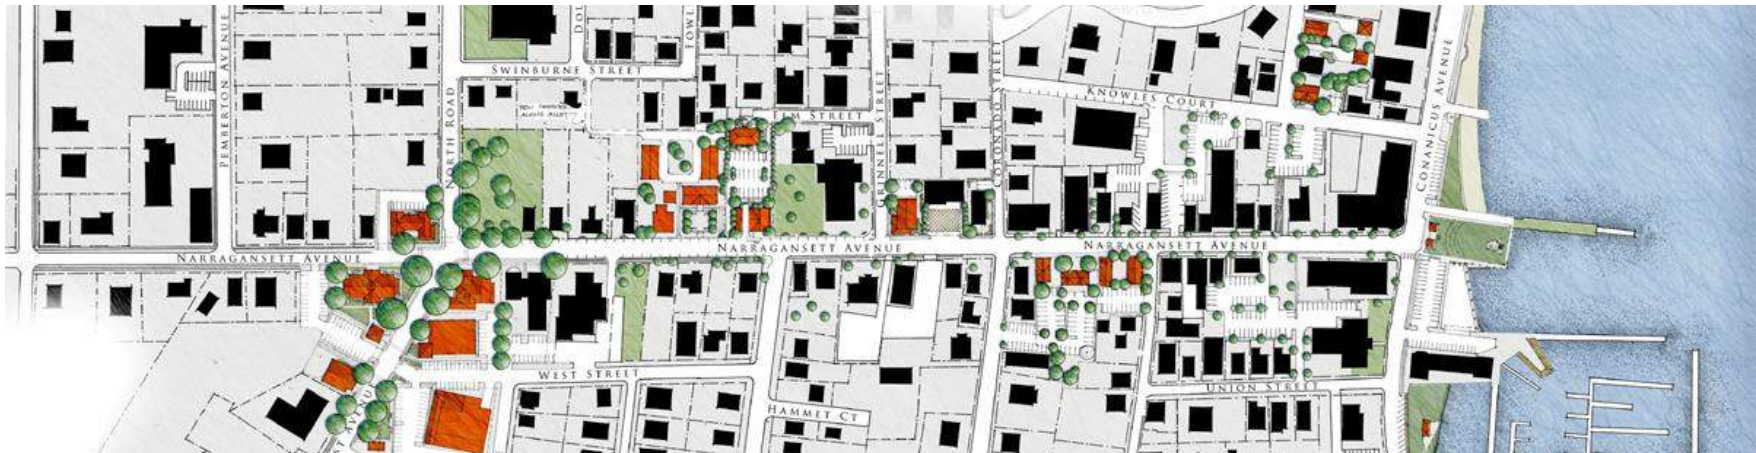 PEMBERTON AVENUE
NORTH ROAD
SWINBURNE STREET
ELM STREET
GRINNELL STREET
CORONADO STREET
KNOWLES COURT
CONANICUS AVENUE
NARRAGANSETT AVENUE
NARRAGANSETT AVENUE
NARRAGANSETT AVENUE
WEST STREET
UNION STREET
HAMMET CT